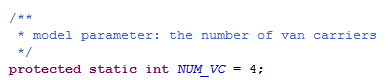 /**
 * model parameter: the number of van carriers
 */
protected static int NUM_VC = 4;